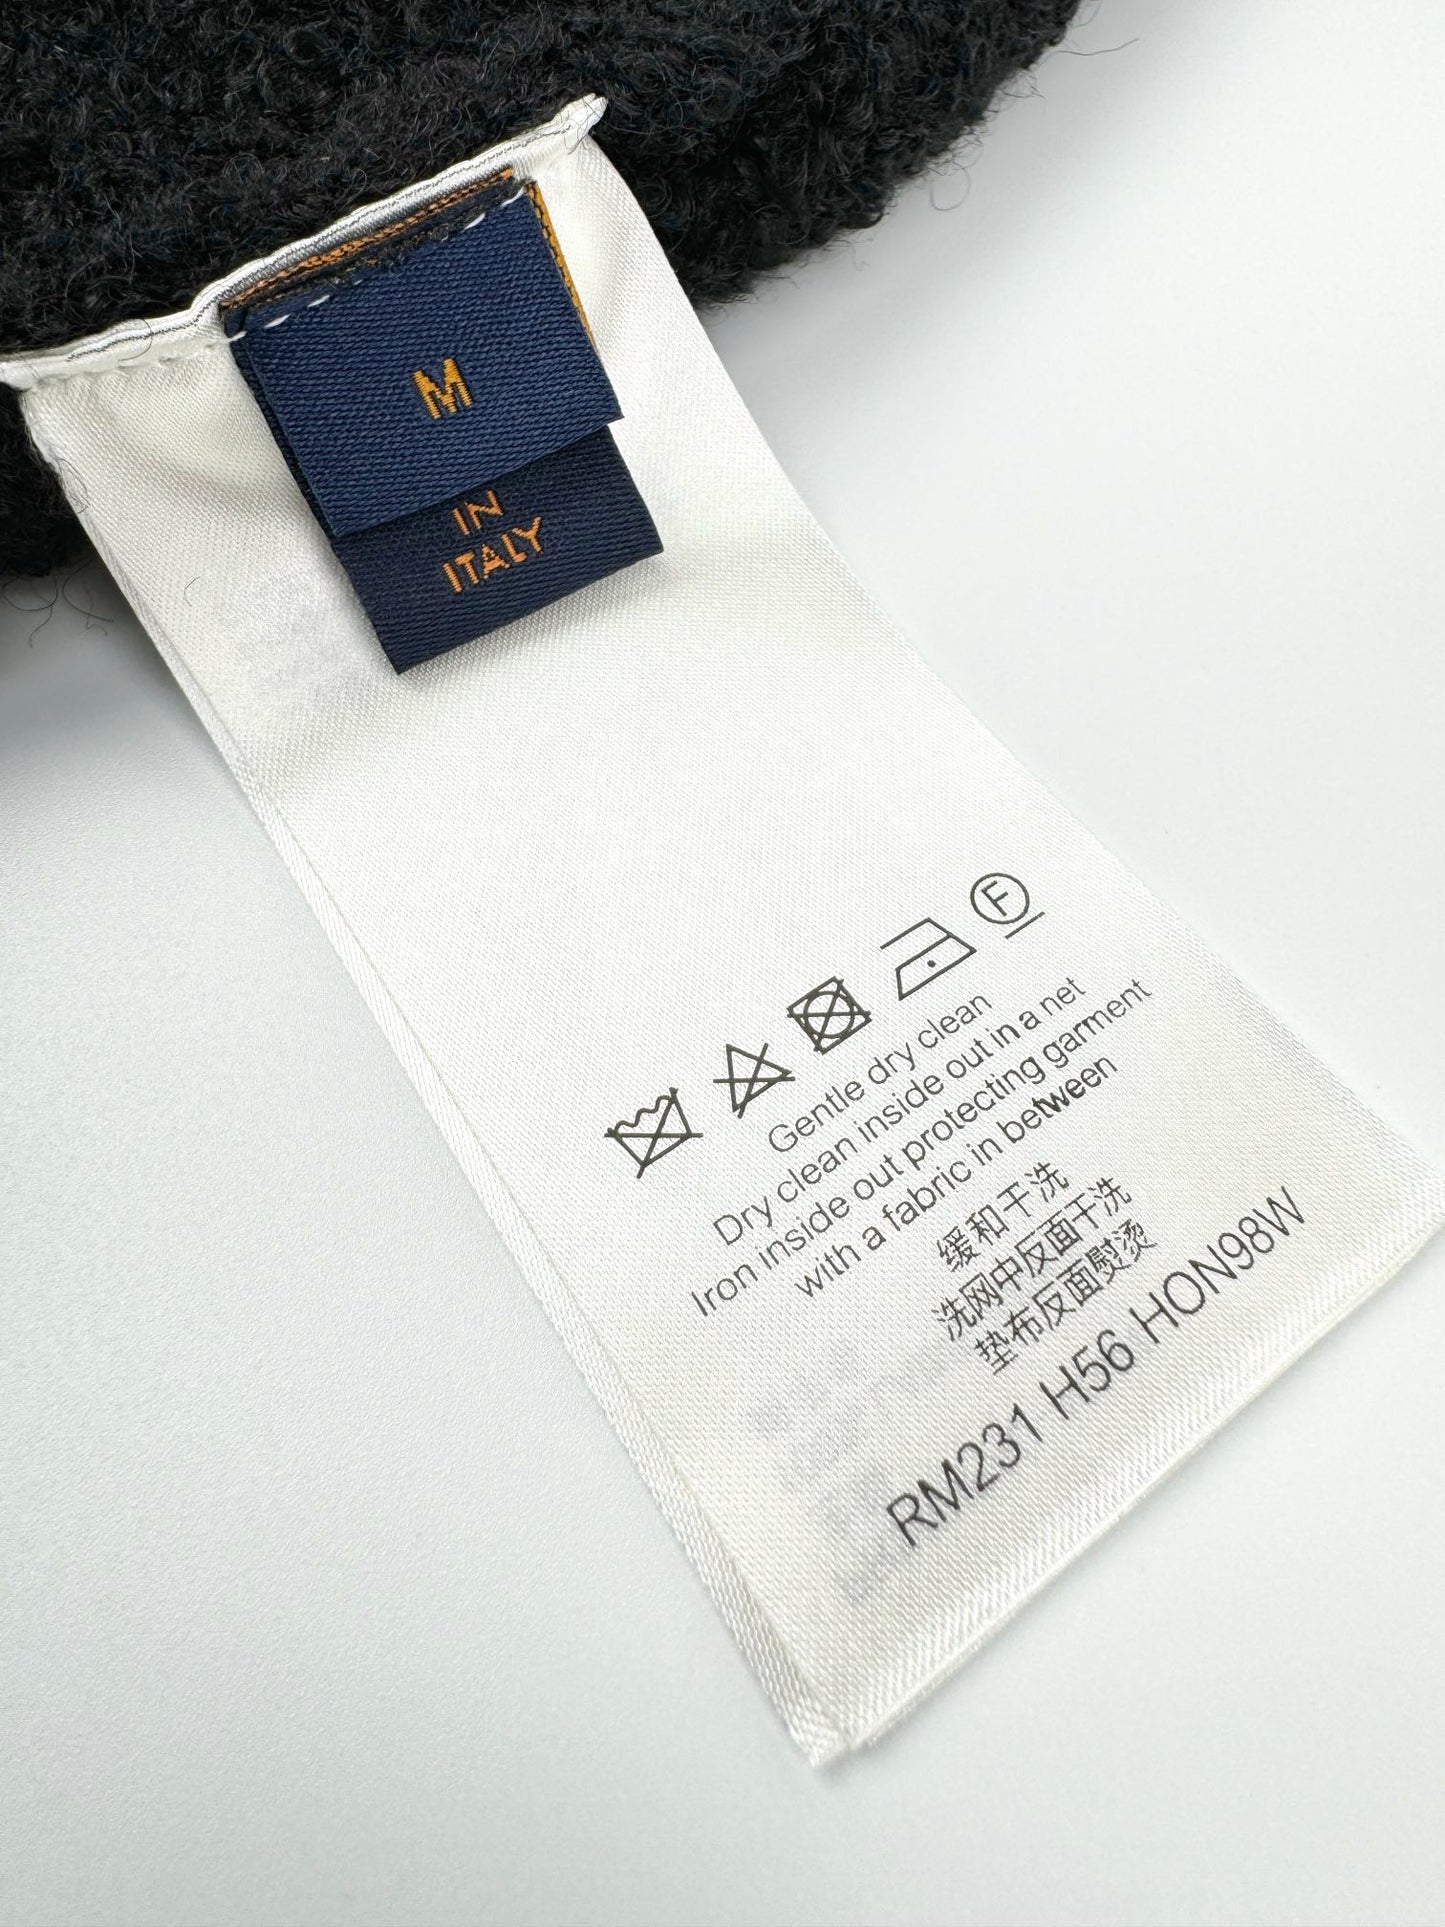 M
IN
ITALY
F
Gentle dry clean
Dry clean inside out in a net
Iron inside out protecting garment
with a fabric in between
缓和干洗
洗网中反面干洗
垫布反面熨烫
RM231 H56 HON98W